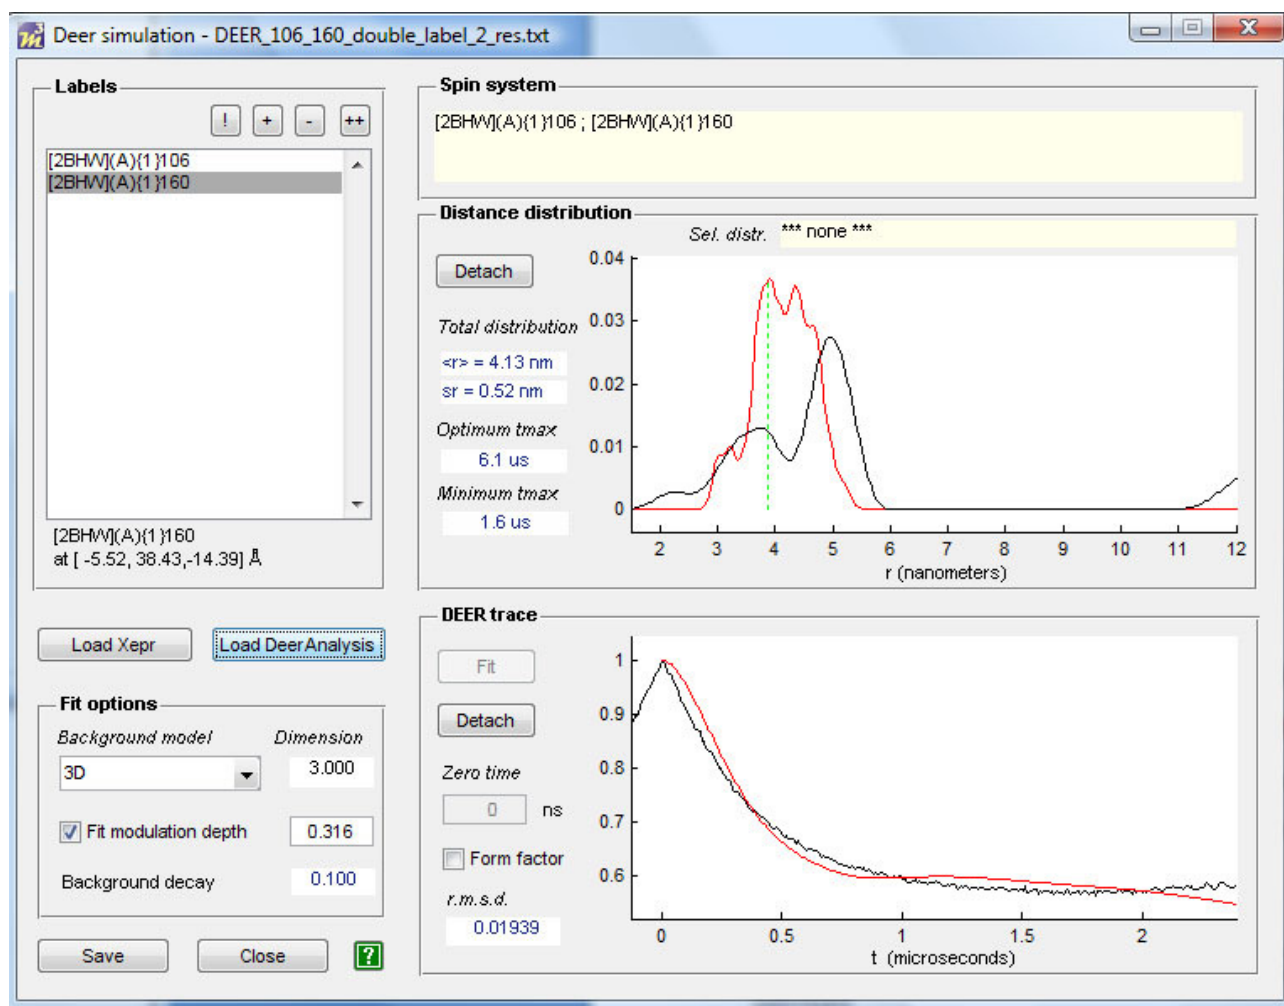 Deer simulation - DEER_106_160_double_label_2_res.txt
Labels
! + - ++
[2BHW](A){1}106
[2BHW](A){1}160
[2BHW](A){1}160
at [ -5.52, 38.43,-14.39] Å
Load Xepr
Load DeerAnalysis
Fit options
Background model
Dimension
3D
3.000
Fit modulation depth
0.316
Background decay
0.100
Save
Close
?
Spin system
[2BHW](A){1}106 ; [2BHW](A){1}160
Distance distribution
Sel. distr.
*** none ***
Detach
Total distribution
<r> = 4.13 nm
sr = 0.52 nm
Optimum tmax
6.1 us
Minimum tmax
1.6 us
0.04
0.03
0.02
0.01
0
2 3 4 5 6 7 8 9 10 11 12
r (nanometers)
DEER trace
Fit
Detach
Zero time
0 ns
Form factor
r.m.s.d.
0.01939
1
0.9
0.8
0.7
0.6
0 0.5 1 1.5 2
t (microseconds)